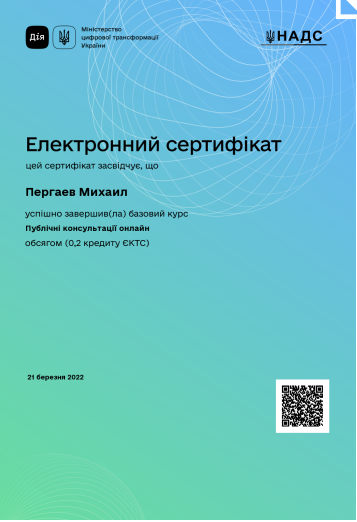 Дія
Міністерство
цифрової трансформації
України
НАДС
Електронний сертифікат
цей сертифікат засвідчує, що
Пергаев Михаил
успішно завершив(ла) базовий курс
Публічні консультації онлайн
обсягом (0,2 кредиту ЄКТС)
21 березня 2022